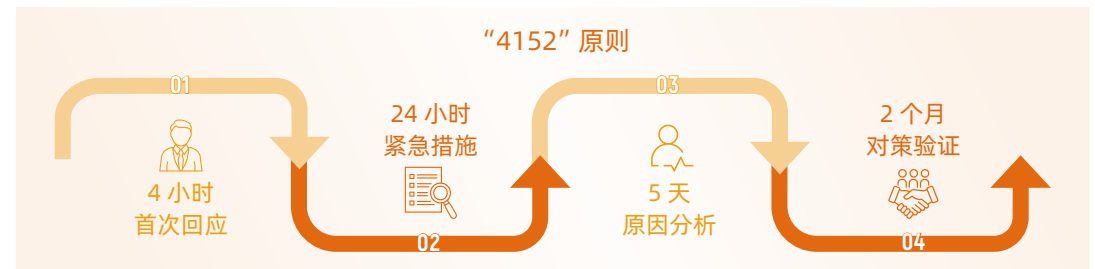 “4152”原则
01
4 小时
首次回应
24 小时
紧急措施
02
03
5 天
原因分析
2 个月
对策验证
04